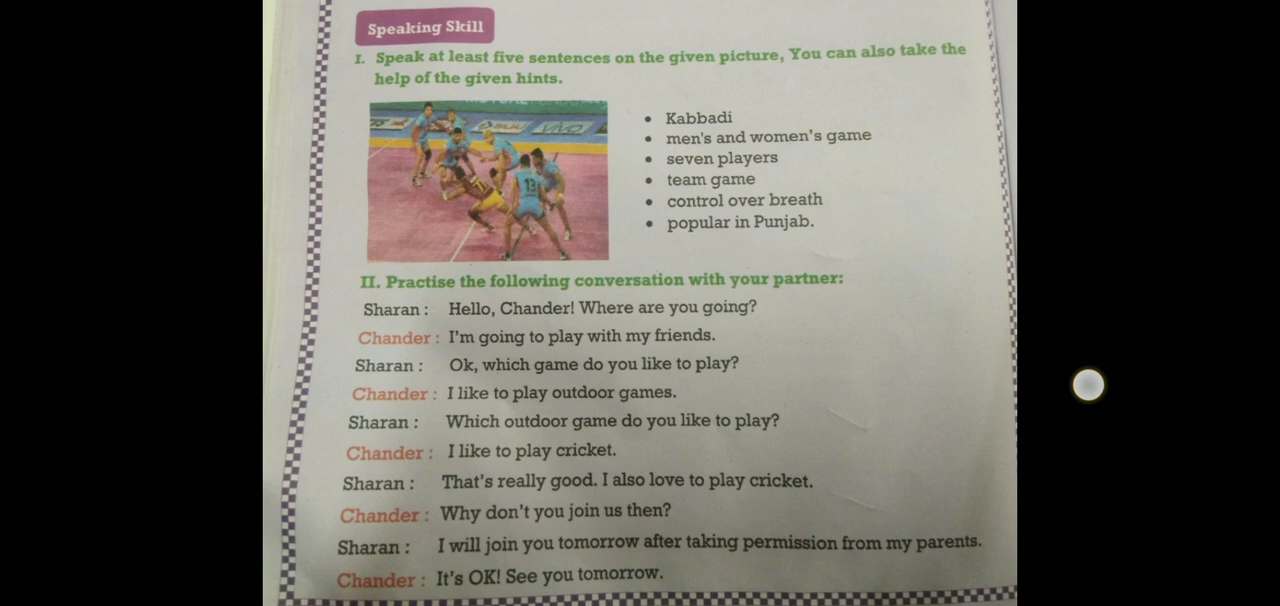 Speaking Skill
I. Speak at least five sentences on the given picture, You can also take the
help of the given hints.
BAJAJ
VIVO
13
• Kabbadi
• men's and women's game
• seven players
• team game
• control over breath
• popular in Punjab.
II. Practise the following conversation with your partner:
Sharan : Hello, Chander! Where are you going?
Chander : I'm going to play with my friends.
Sharan : Ok, which game do you like to play?
Chander : I like to play outdoor games.
Sharan : Which outdoor game do you like to play?
Chander : I like to play cricket.
Sharan : That's really good. I also love to play cricket.
Chander : Why don't you join us then?
Sharan : I will join you tomorrow after taking permission from my parents.
Chander : It's OK! See you tomorrow.